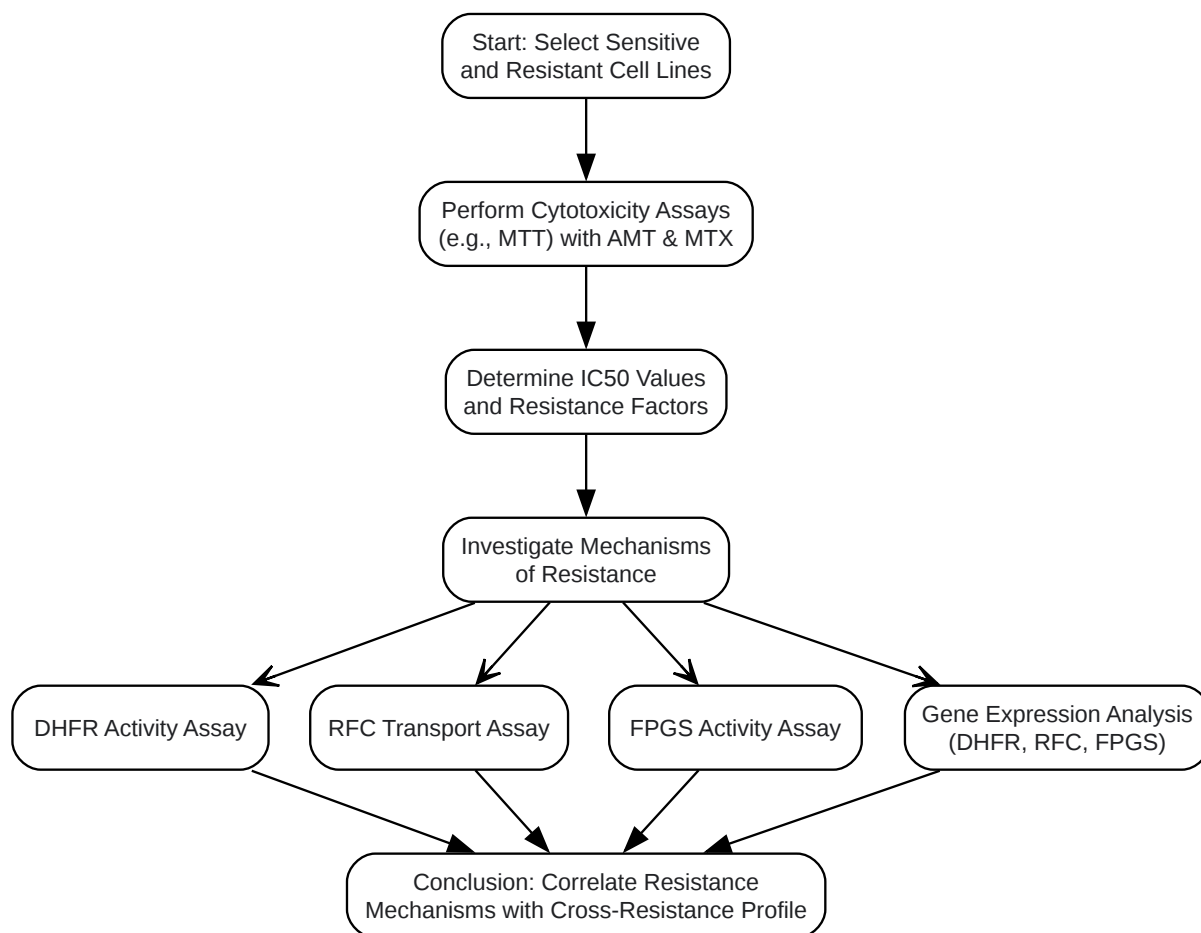 Start: Select Sensitive
and Resistant Cell Lines
Perform Cytotoxicity Assays
(e.g., MTT) with AMT & MTX
Determine IC50 Values
and Resistance Factors
Investigate Mechanisms
of Resistance
DHFR Activity Assay
RFC Transport Assay
FPGS Activity Assay
Gene Expression Analysis
(DHFR, RFC, FPGS)
Conclusion: Correlate Resistance
Mechanisms with Cross-Resistance Profile